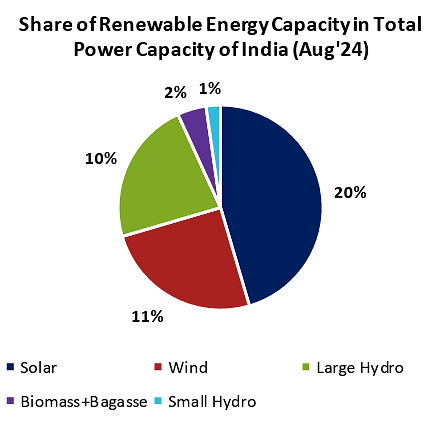 Share of Renewable Energy Capacity in Total
Power Capacity of India (Aug'24)
2% 1%
10%
20%
11%
Solar Wind Large Hydro
Biomass+Bagasse Small Hydro